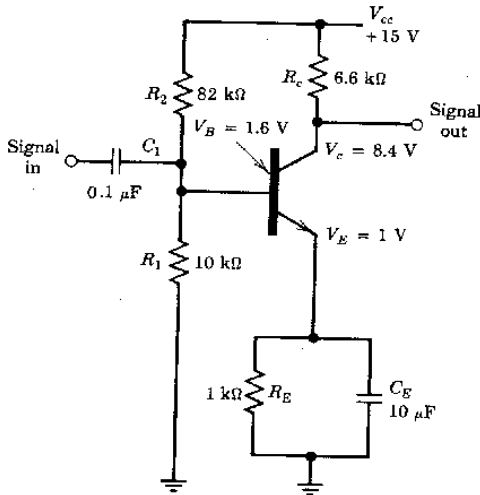 V_cc
+15 V
R_2
82 kΩ
R_c
6.6 kΩ
Signal
out
V_B = 1.6 V
Signal
in
C_1
V_c = 8.4 V
0.1 μF
V_E = 1 V
R_1
10 kΩ
1 kΩ
R_E
C_E
10 μF